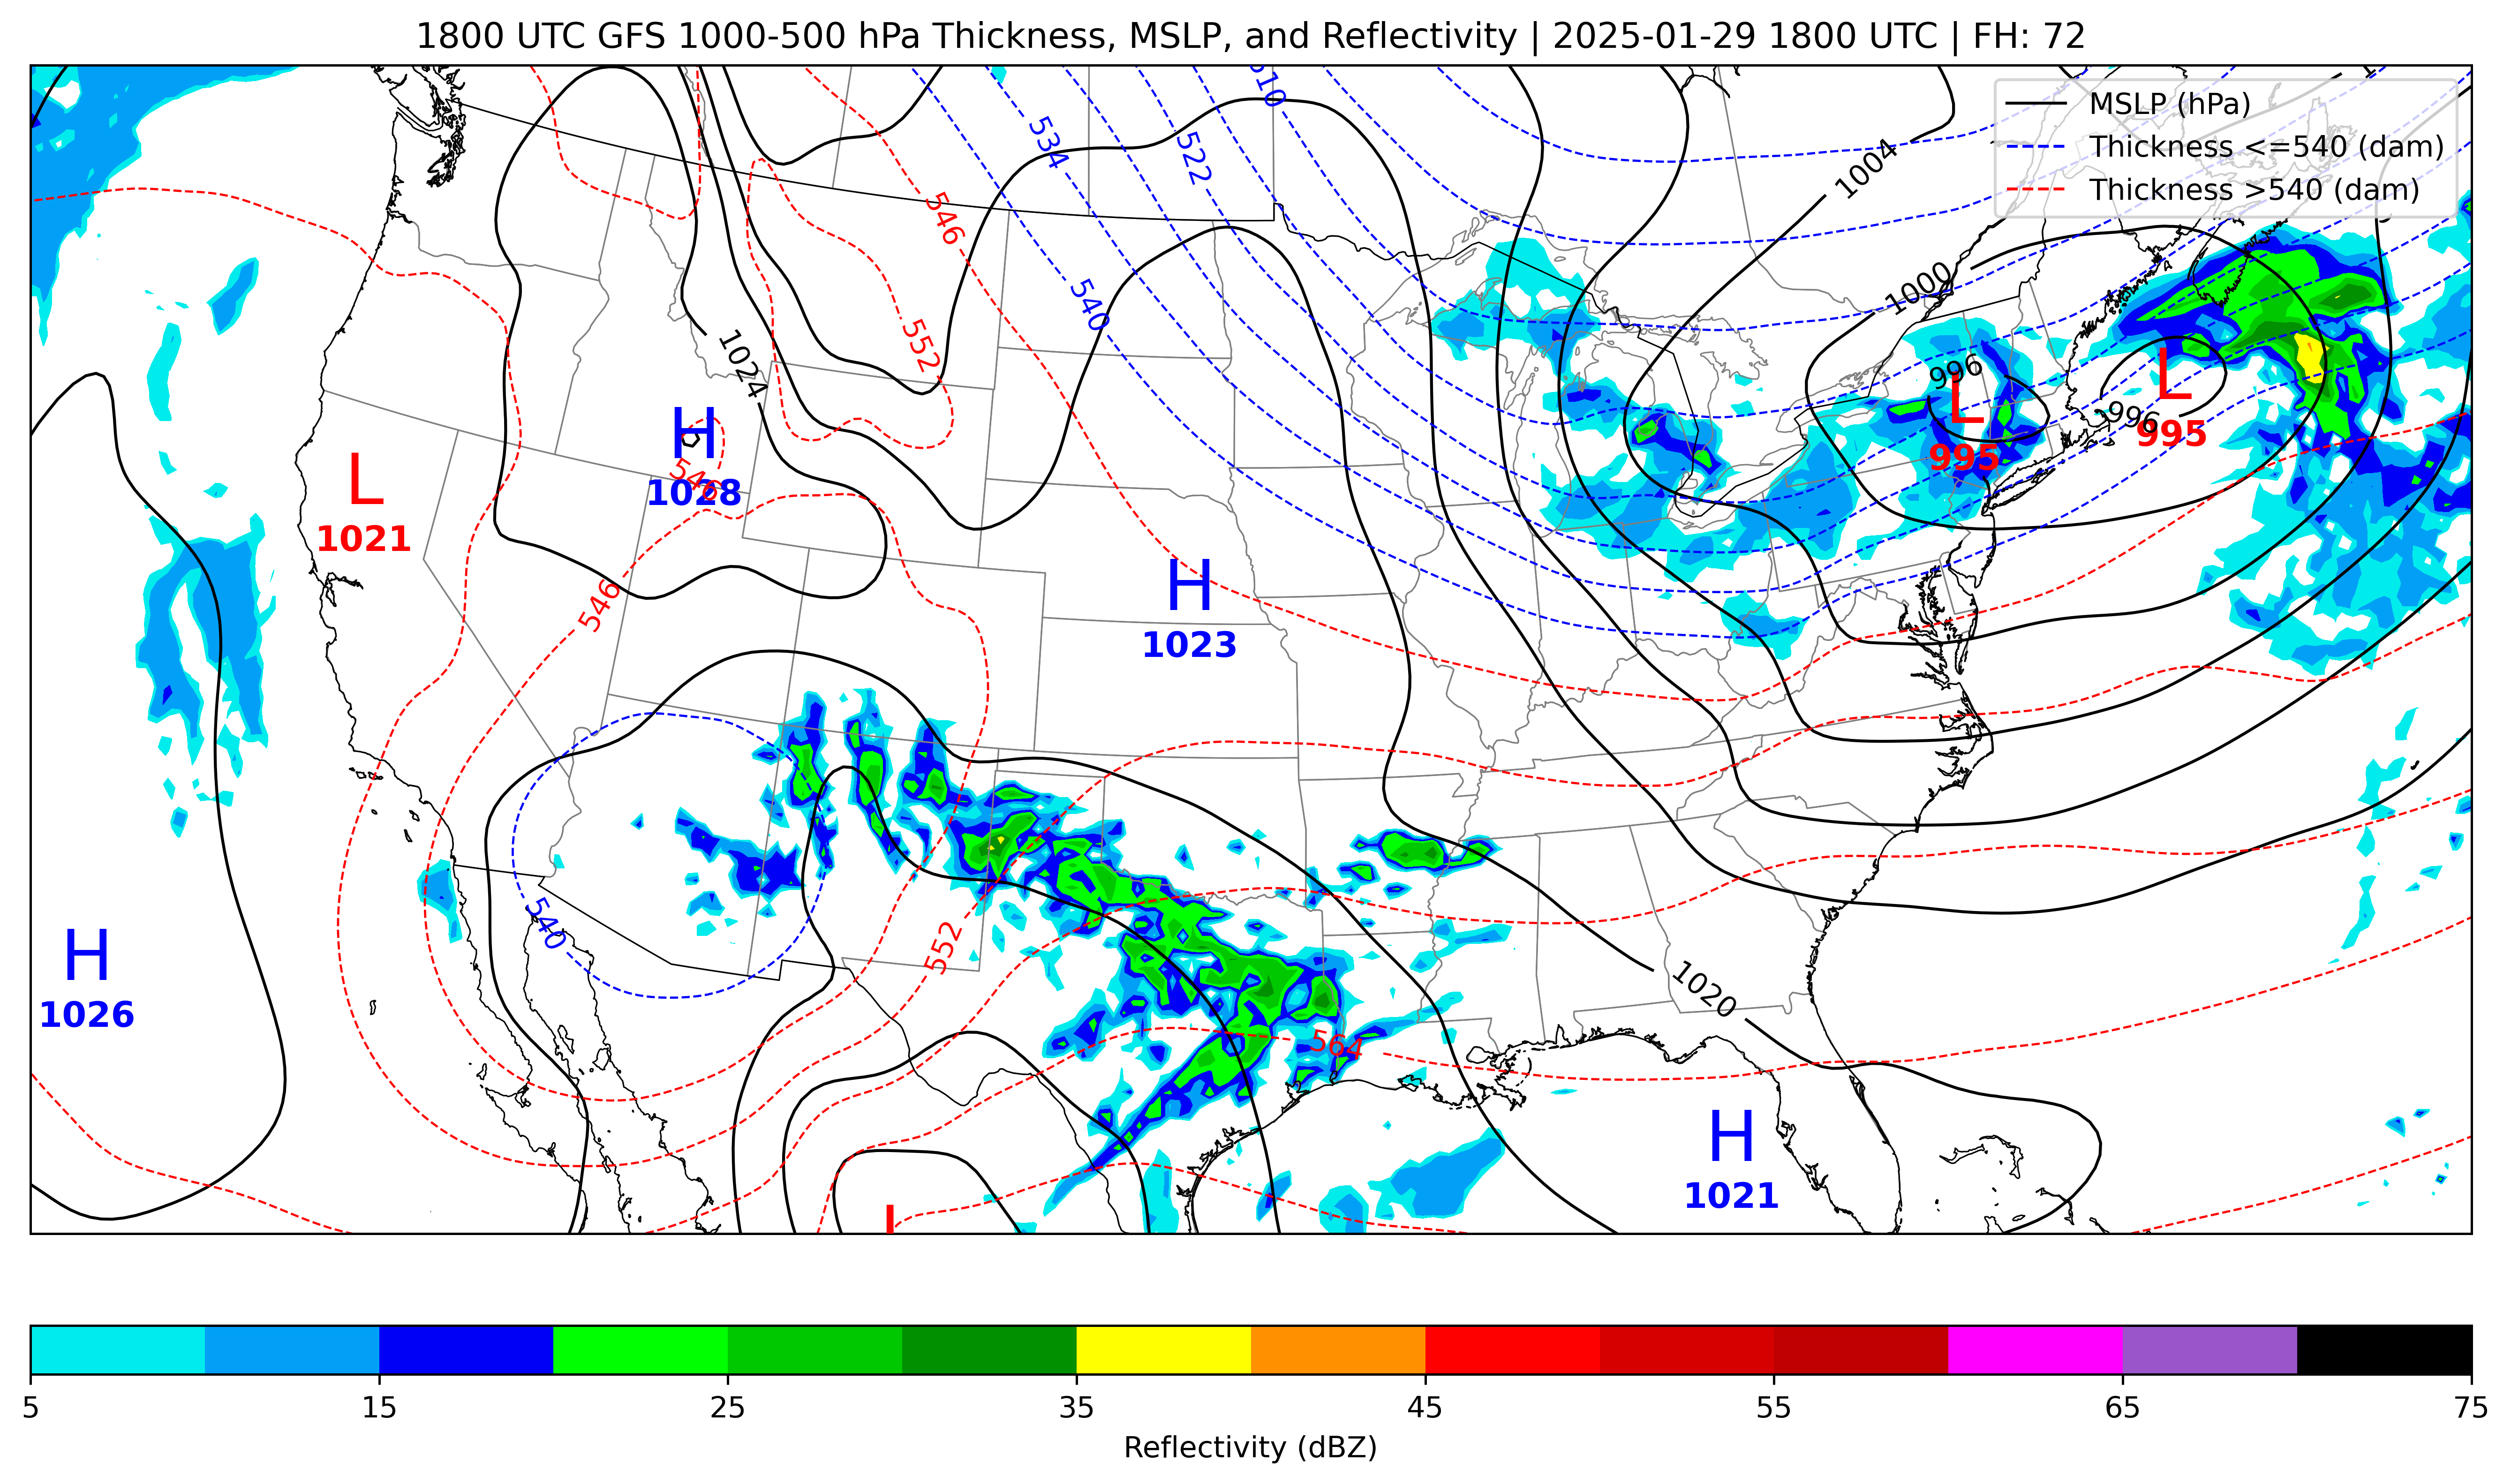 1800 UTC GFS 1000-500 hPa Thickness, MSLP, and Reflectivity | 2025-01-29 1800 UTC | FH: 72
MSLP (hPa)
Thickness <=540 (dam)
Thickness >540 (dam)
510
534
522
1004
546
540
1000
552
1024
996
L
995
L
996
995
H
546
1028
L
1021
H
1023
546
540
552
H
1026
1020
564
H
1021
L
5 15 25 35 45 55 65 75
Reflectivity (dBZ)